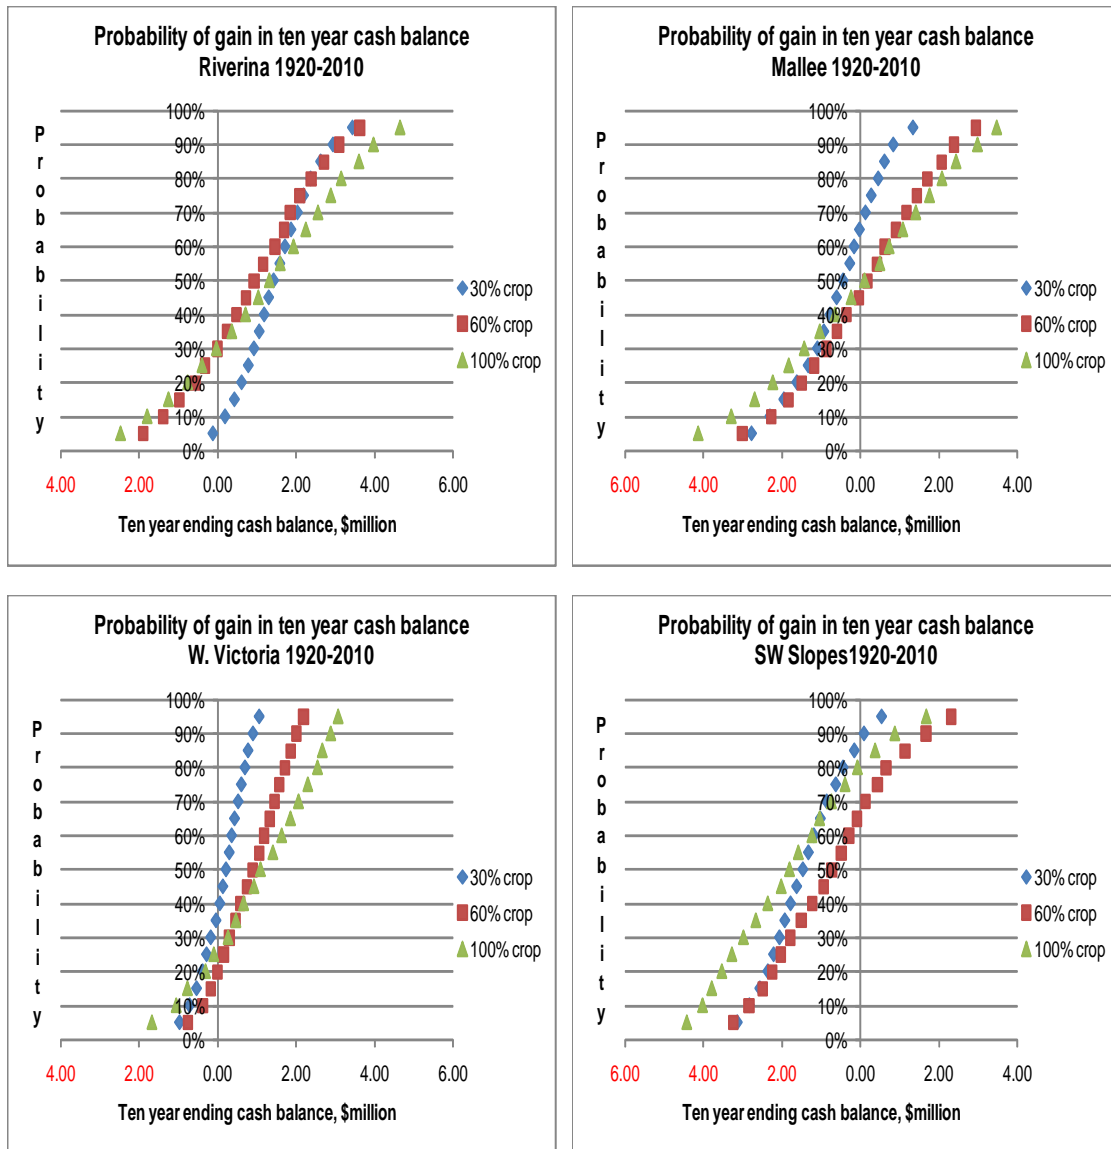 Probability of gain in ten year cash balance
Riverina 1920-2010
Probability
100%
90%
80%
70%
60%
50%
40%
30%
20%
10%
0%
4.00 2.00 0.00 2.00 4.00 6.00
Ten year ending cash balance, $million
30% crop
60% crop
100% crop
Probability of gain in ten year cash balance
Mallee 1920-2010
Probability
100%
90%
80%
70%
60%
50%
40%
30%
20%
10%
0%
6.00 4.00 2.00 0.00 2.00 4.00
Ten year ending cash balance, $million
30% crop
60% crop
100% crop
Probability of gain in ten year cash balance
W. Victoria 1920-2010
Probability
100%
90%
80%
70%
60%
50%
40%
30%
20%
10%
0%
4.00 2.00 0.00 2.00 4.00 6.00
Ten year ending cash balance, $million
30% crop
60% crop
100% crop
Probability of gain in ten year cash balance
SW Slopes1920-2010
Probability
100%
90%
80%
70%
60%
50%
40%
30%
20%
10%
0%
6.00 4.00 2.00 0.00 2.00 4.00
Ten year ending cash balance, $million
30% crop
60% crop
100% crop